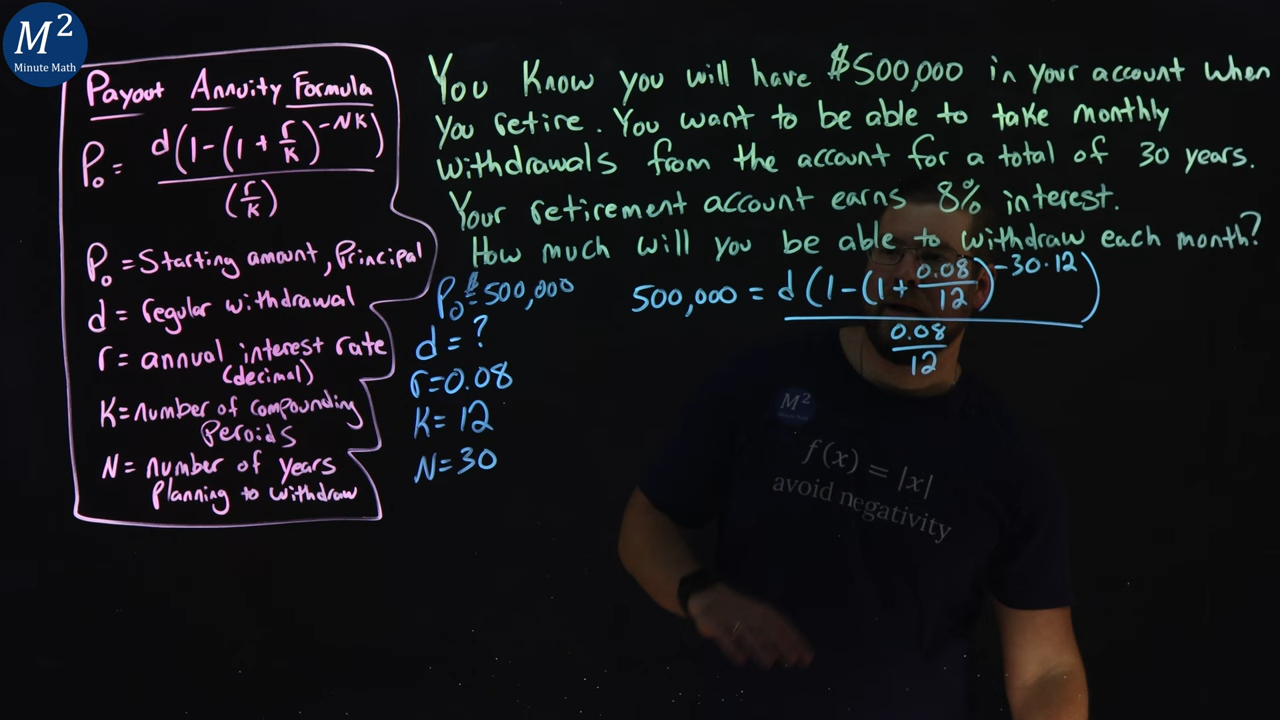 M²
Minute Math
Payout Annuity Formula
P₀ = d(1-(1+r/k)^-NK) / (r/k)
P₀ = Starting amount, Principal
d = regular withdrawal
r = annual interest rate
(decimal)
K = number of compounding
Peroids
N = number of years
Planning to withdraw
You Know you will have $500,000 in your account when
you retire. You want to be able to take monthly
withdrawals from the account for a total of 30 years.
Your retirement account earns 8% interest.
How much will you be able to withdraw each month?
P₀ = $500,000
d = ?
r = 0.08
K = 12
N = 30
500,000 = d(1-(1+0.08/12)^-30·12) / (0.08/12)
M²
f(x) = |x|
avoid negativity